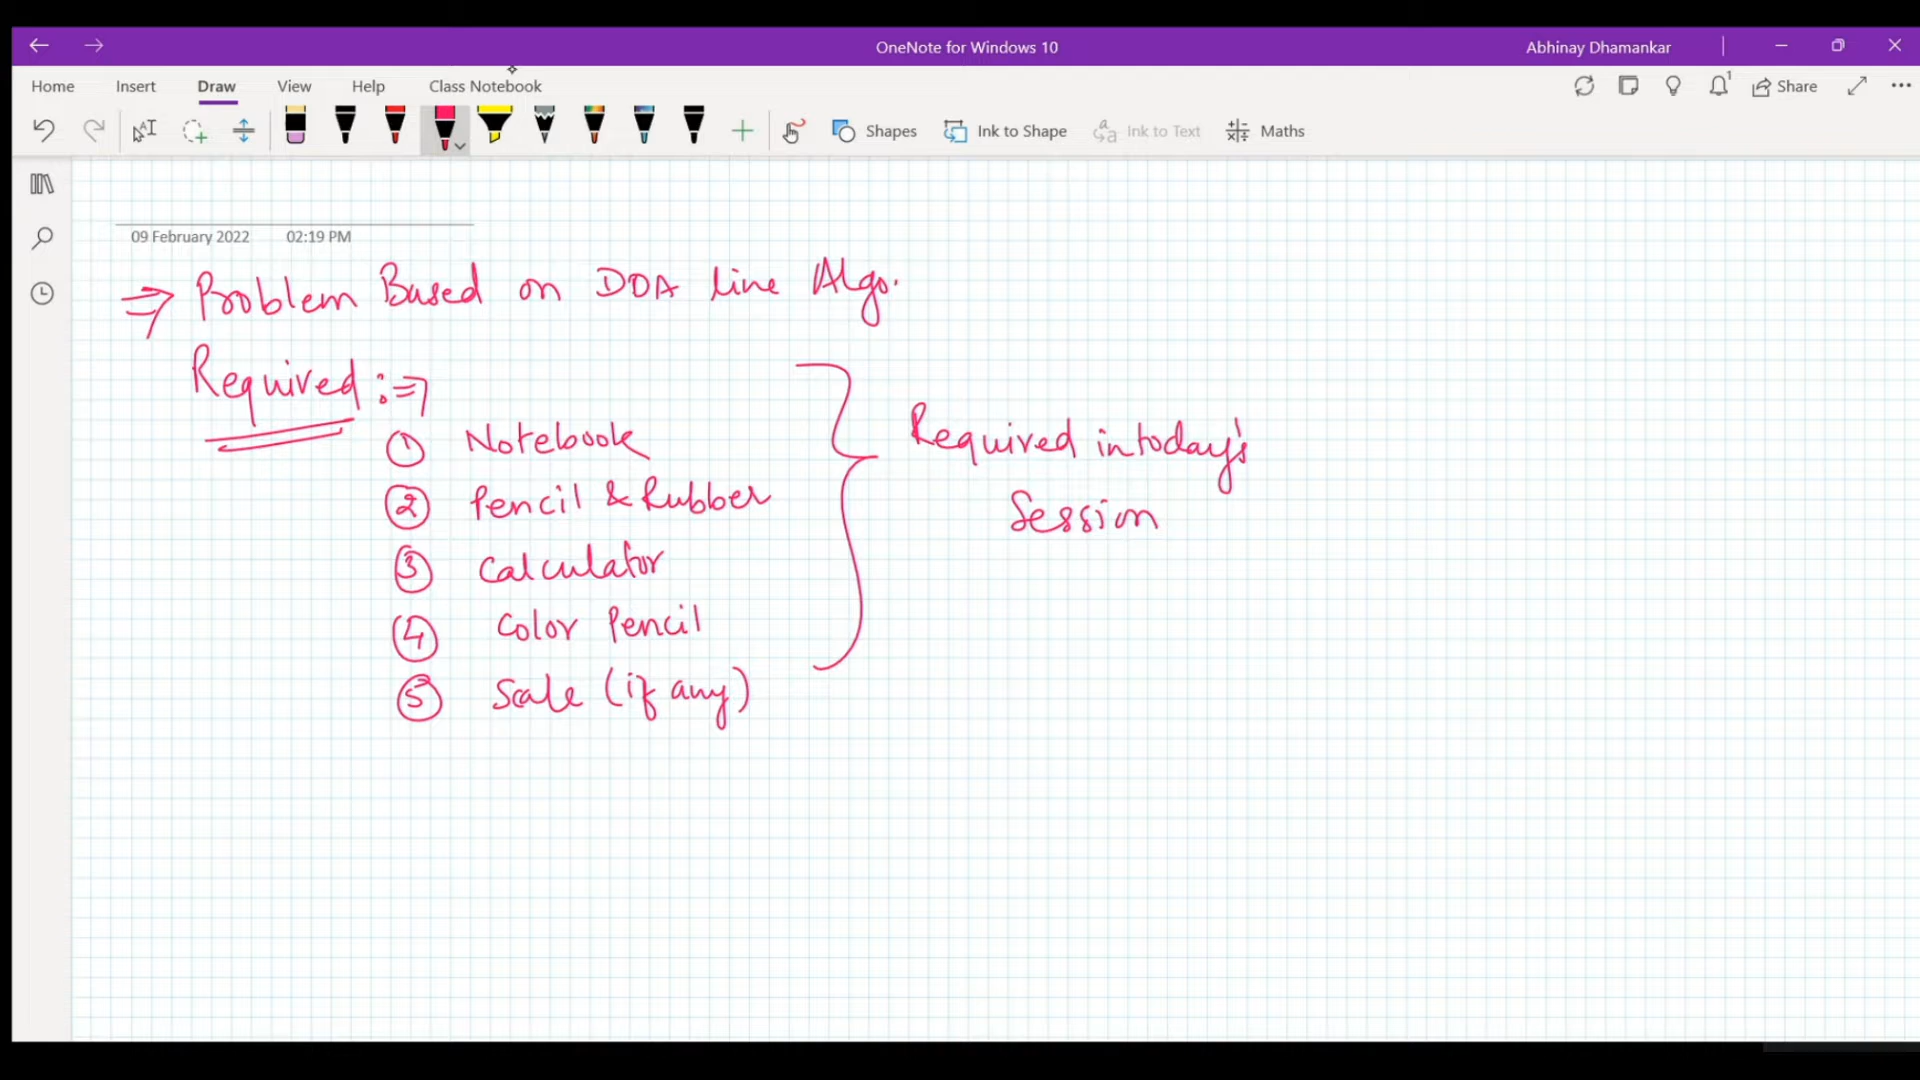 OneNote for Windows 10
Abhinay Dhamankar
Home Insert Draw View Help Class Notebook
1
Share
Shapes Ink to Shape Ink to Text Maths
09 February 2022 02:19 PM
⇒ Problem Based on DDA line Algo.
Required :⇒
① Notebook
② Pencil & Rubber
③ Calculator
④ Color Pencil
⑤ Scale (if any)
Required in today's
Session